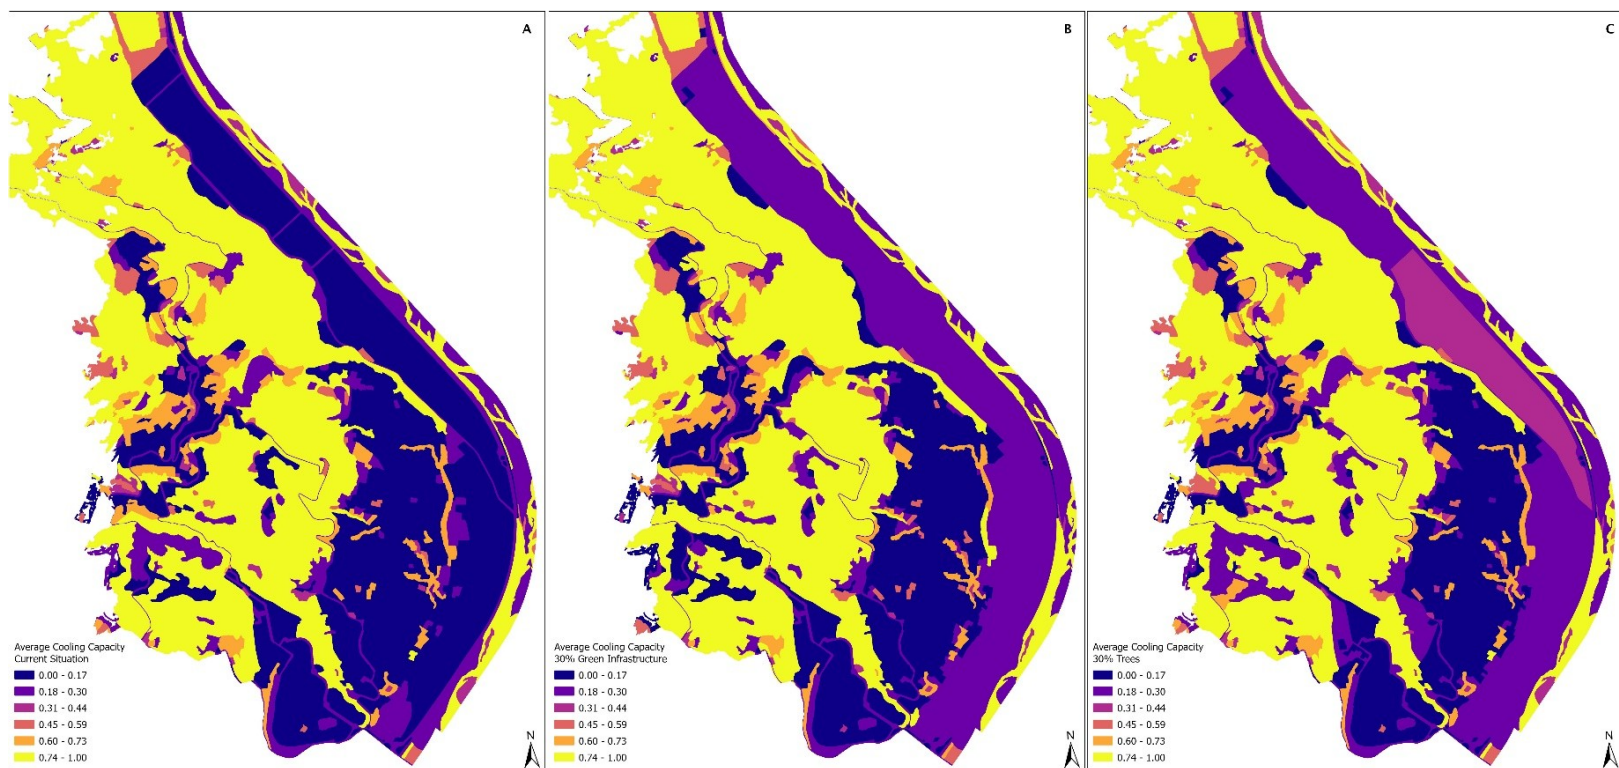 A
Average Cooling Capacity
Current Situation
0.00 - 0.17
0.18 - 0.30
0.31 - 0.44
0.45 - 0.59
0.60 - 0.73
0.74 - 1.00
N
B
Average Cooling Capacity
30% Green Infrastructure
0.00 - 0.17
0.18 - 0.30
0.31 - 0.44
0.45 - 0.59
0.60 - 0.73
0.74 - 1.00
N
C
Average Cooling Capacity
30% Trees
0.00 - 0.17
0.18 - 0.30
0.31 - 0.44
0.45 - 0.59
0.60 - 0.73
0.74 - 1.00
N